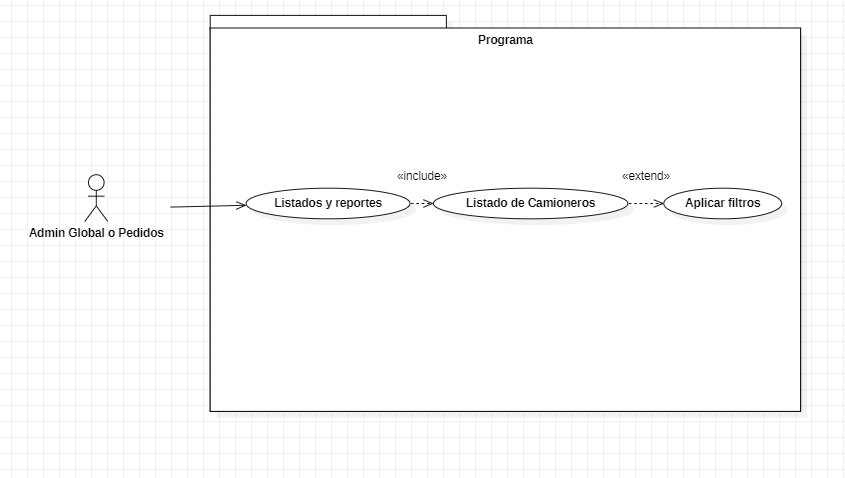 Programa
«include»
«extend»
Listados y reportes
Listado de Camioneros
Aplicar filtros
Admin Global o Pedidos